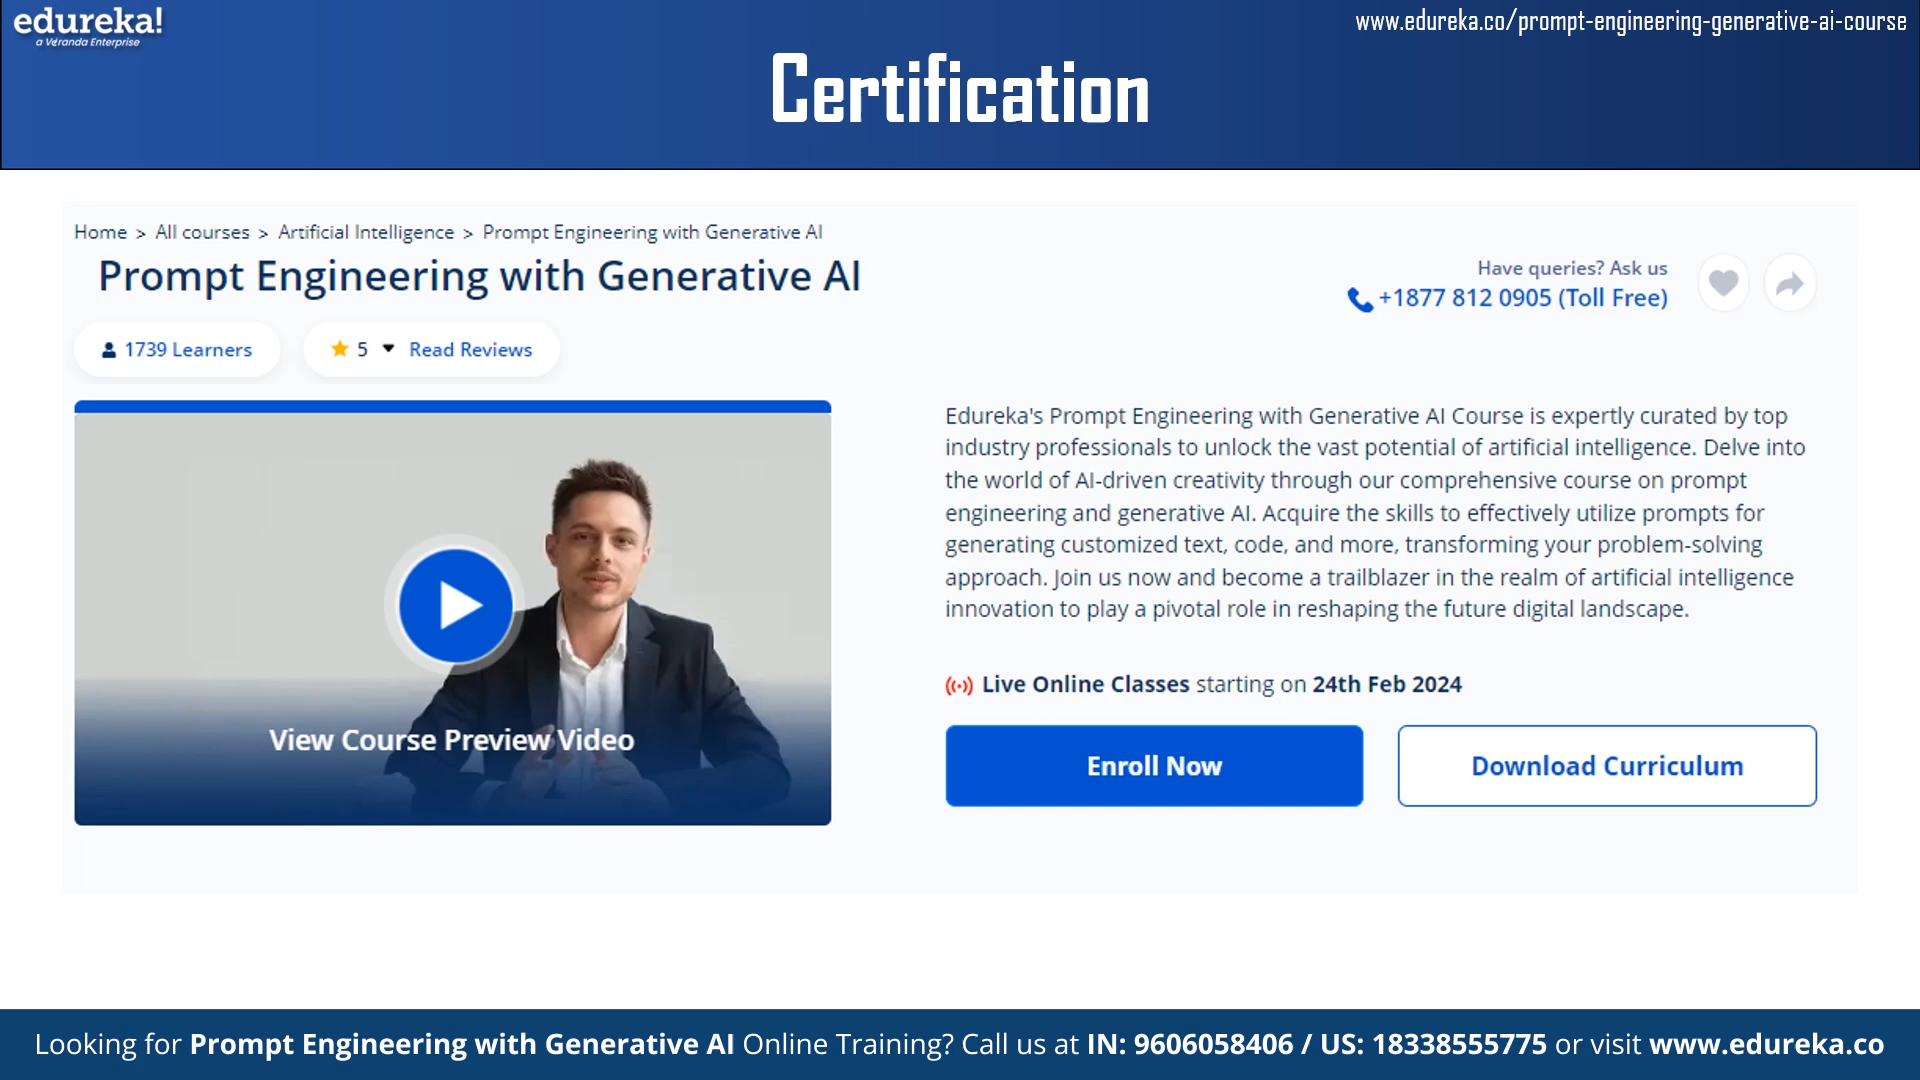 edureka!
a Veranda Enterprise
www.edureka.co/prompt-engineering-generative-ai-course
Certification
Home > All courses > Artificial Intelligence > Prompt Engineering with Generative AI
Prompt Engineering with Generative AI
Have queries? Ask us
+1877 812 0905 (Toll Free)
1739 Learners
5 Read Reviews
View Course Preview Video
Edureka's Prompt Engineering with Generative AI Course is expertly curated by top
industry professionals to unlock the vast potential of artificial intelligence. Delve into
the world of AI-driven creativity through our comprehensive course on prompt
engineering and generative AI. Acquire the skills to effectively utilize prompts for
generating customized text, code, and more, transforming your problem-solving
approach. Join us now and become a trailblazer in the realm of artificial intelligence
innovation to play a pivotal role in reshaping the future digital landscape.
Live Online Classes starting on 24th Feb 2024
Enroll Now
Download Curriculum
Looking for Prompt Engineering with Generative AI Online Training? Call us at IN: 9606058406 / US: 18338555775 or visit www.edureka.co